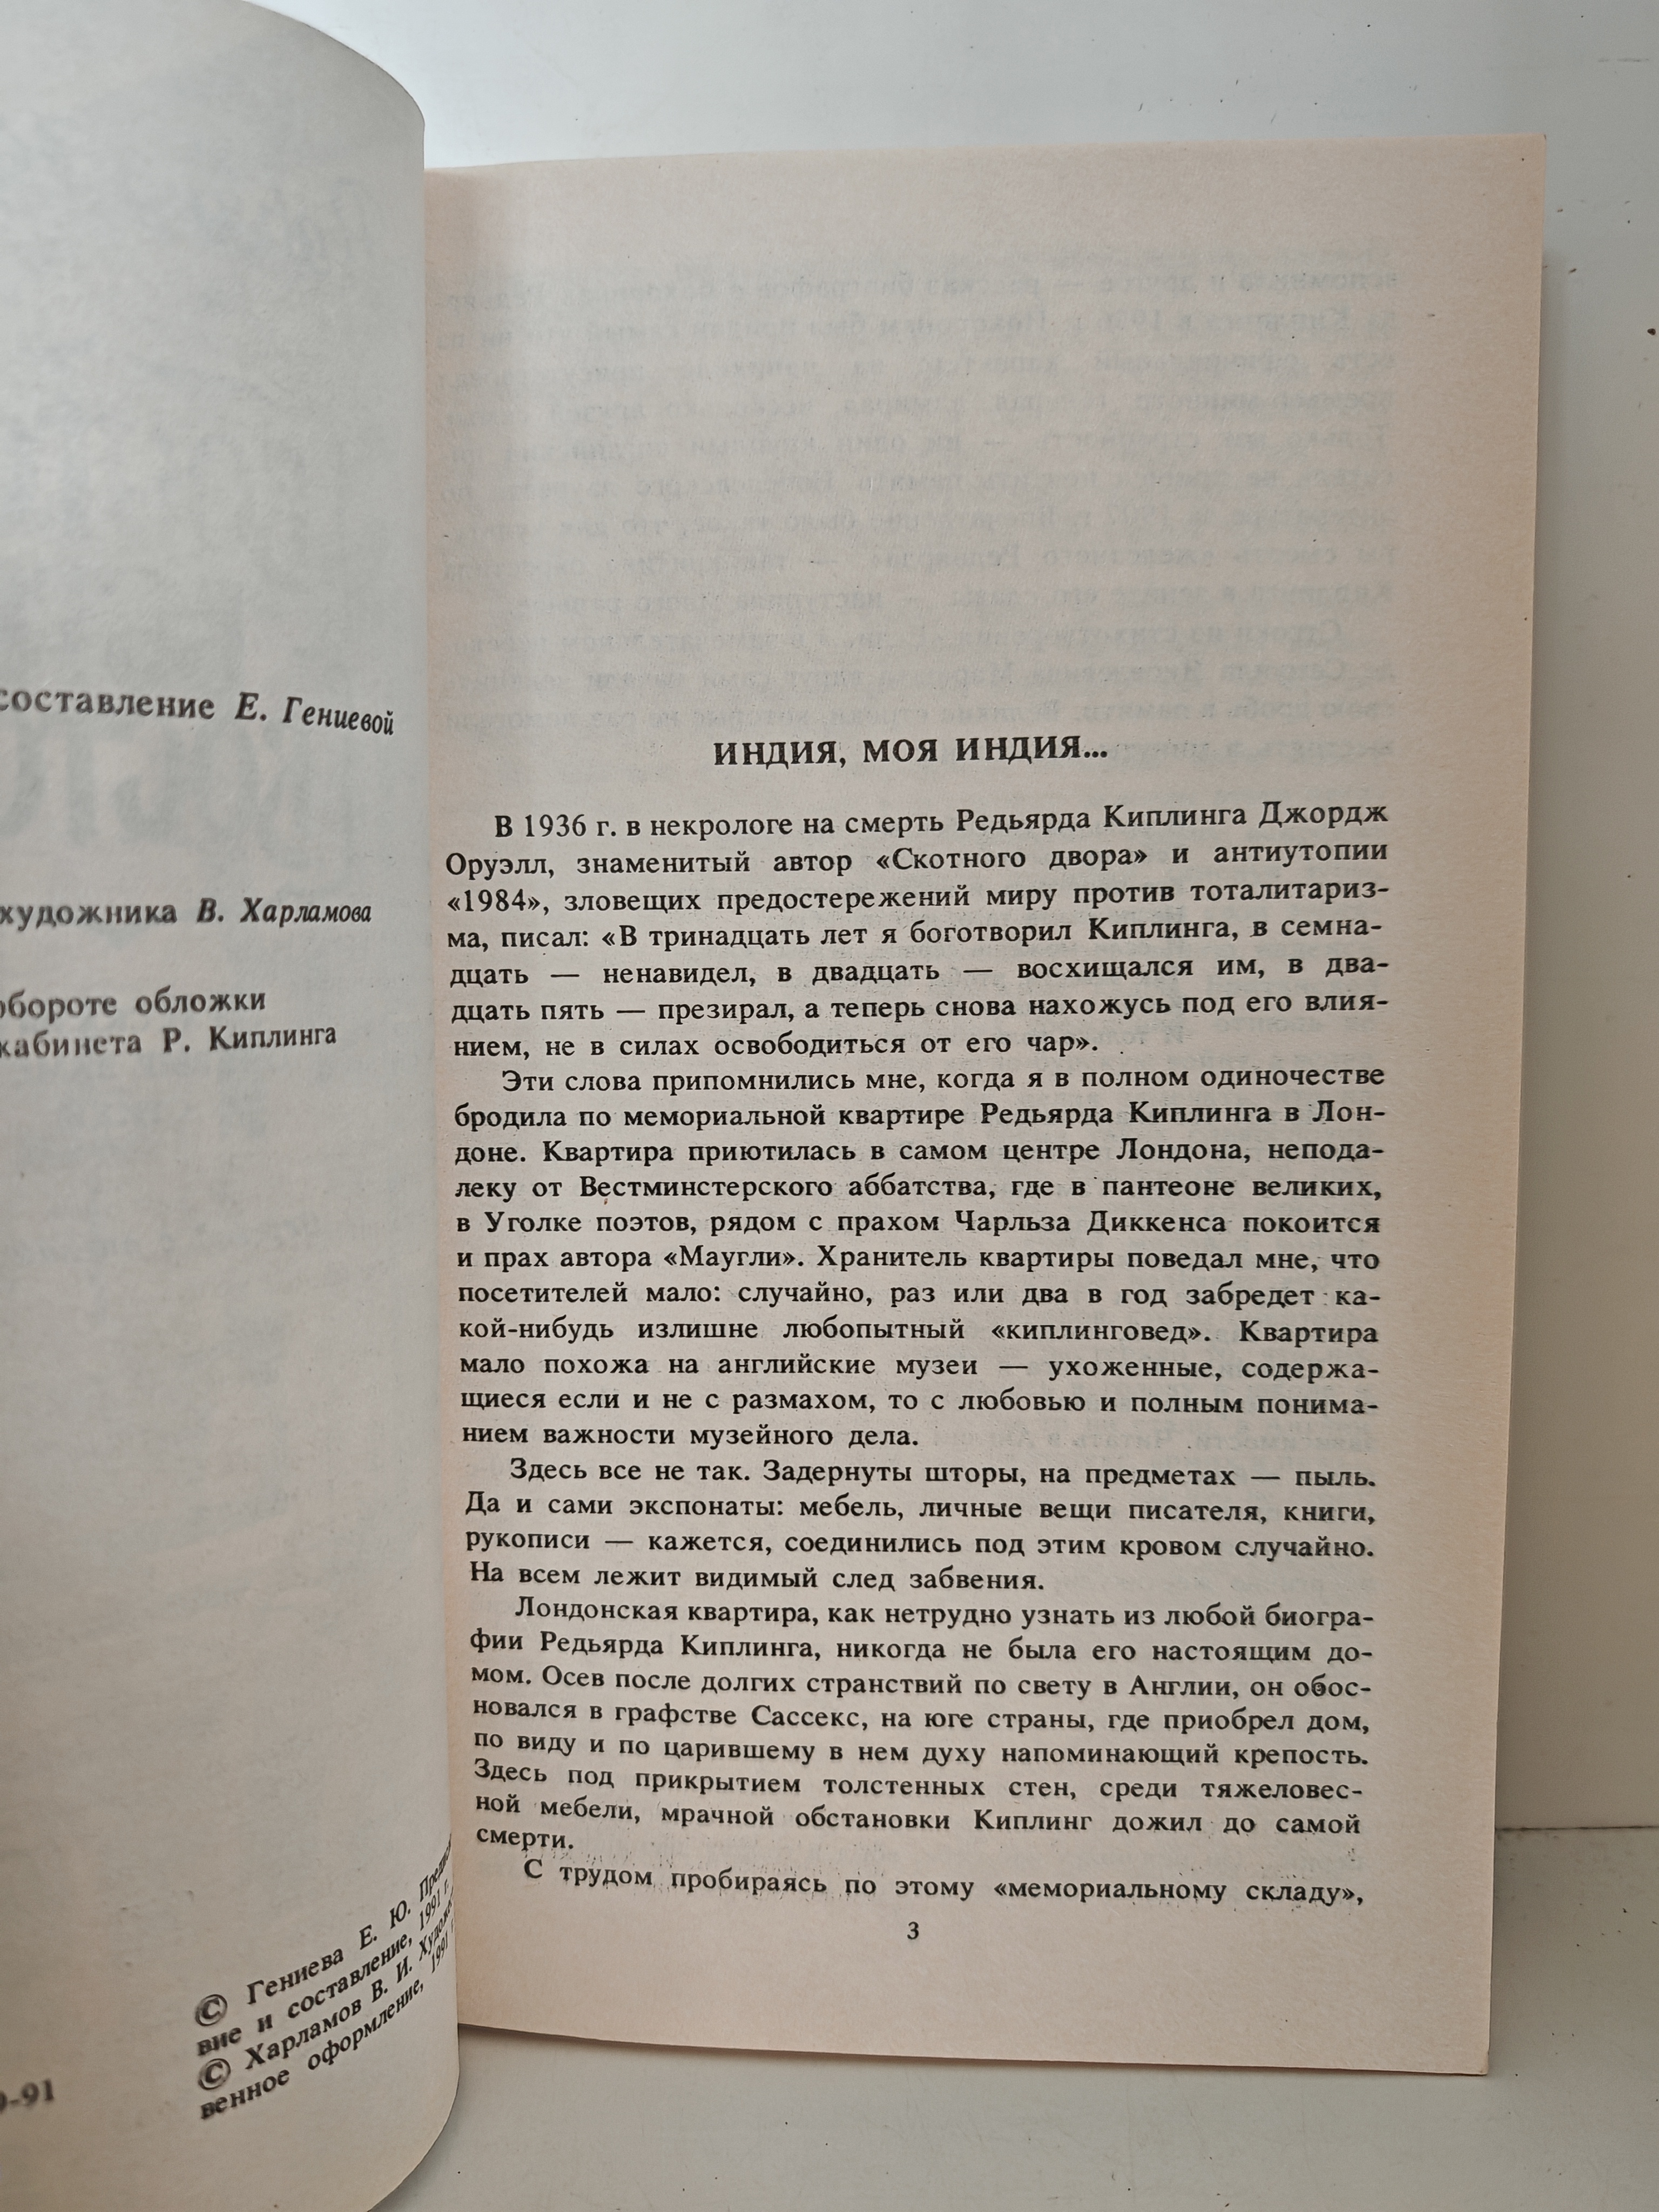 составление Е. Гениевой
художника В. Харламова
обороте обложки
кабинета Р. Киплинга
© Гениева Е. Ю.
вие и составление, 1991 г.
© Харламов В. И.
венное оформление, 1991
-91
ИНДИЯ, МОЯ ИНДИЯ...
В 1936 г. в некрологе на смерть Редьярда Киплинга Джордж
Оруэлл, знаменитый автор «Скотного двора» и антиутопии
«1984», зловещих предостережений миру против тоталитариз-
ма, писал: «В тринадцать лет я боготворил Киплинга, в семна-
дцать — ненавидел, в двадцать — восхищался им, в два-
дцать пять — презирал, а теперь снова нахожусь под его влия-
нием, не в силах освободиться от его чар».
Эти слова припомнились мне, когда я в полном одиночестве
бродила по мемориальной квартире Редьярда Киплинга в Лон-
доне. Квартира приютилась в самом центре Лондона, непода-
леку от Вестминстерского аббатства, где в пантеоне великих,
в Уголке поэтов, рядом с прахом Чарльза Диккенса покоится
и прах автора «Маугли». Хранитель квартиры поведал мне, что
посетителей мало: случайно, раз или два в год забредет ка-
кой-нибудь излишне любопытный «киплинговед». Квартира
мало похожа на английские музеи — ухоженные, содержа-
щиеся если и не с размахом, то с любовью и полным понима-
нием важности музейного дела.
Здесь все не так. Задернуты шторы, на предметах — пыль.
Да и сами экспонаты: мебель, личные вещи писателя, книги,
рукописи — кажется, соединились под этим кровом случайно.
На всем лежит видимый след забвения.
Лондонская квартира, как нетрудно узнать из любой биогра-
фии Редьярда Киплинга, никогда не была его настоящим до-
мом. Осев после долгих странствий по свету в Англии, он обос-
новался в графстве Сассекс, на юге страны, где приобрел дом,
по виду и по царившему в нем духу напоминающий крепость.
Здесь под прикрытием толстенных стен, среди тяжеловес-
ной мебели, мрачной обстановки Киплинг дожил до самой
смерти.
С трудом пробираясь по этому «мемориальному складу»,
3